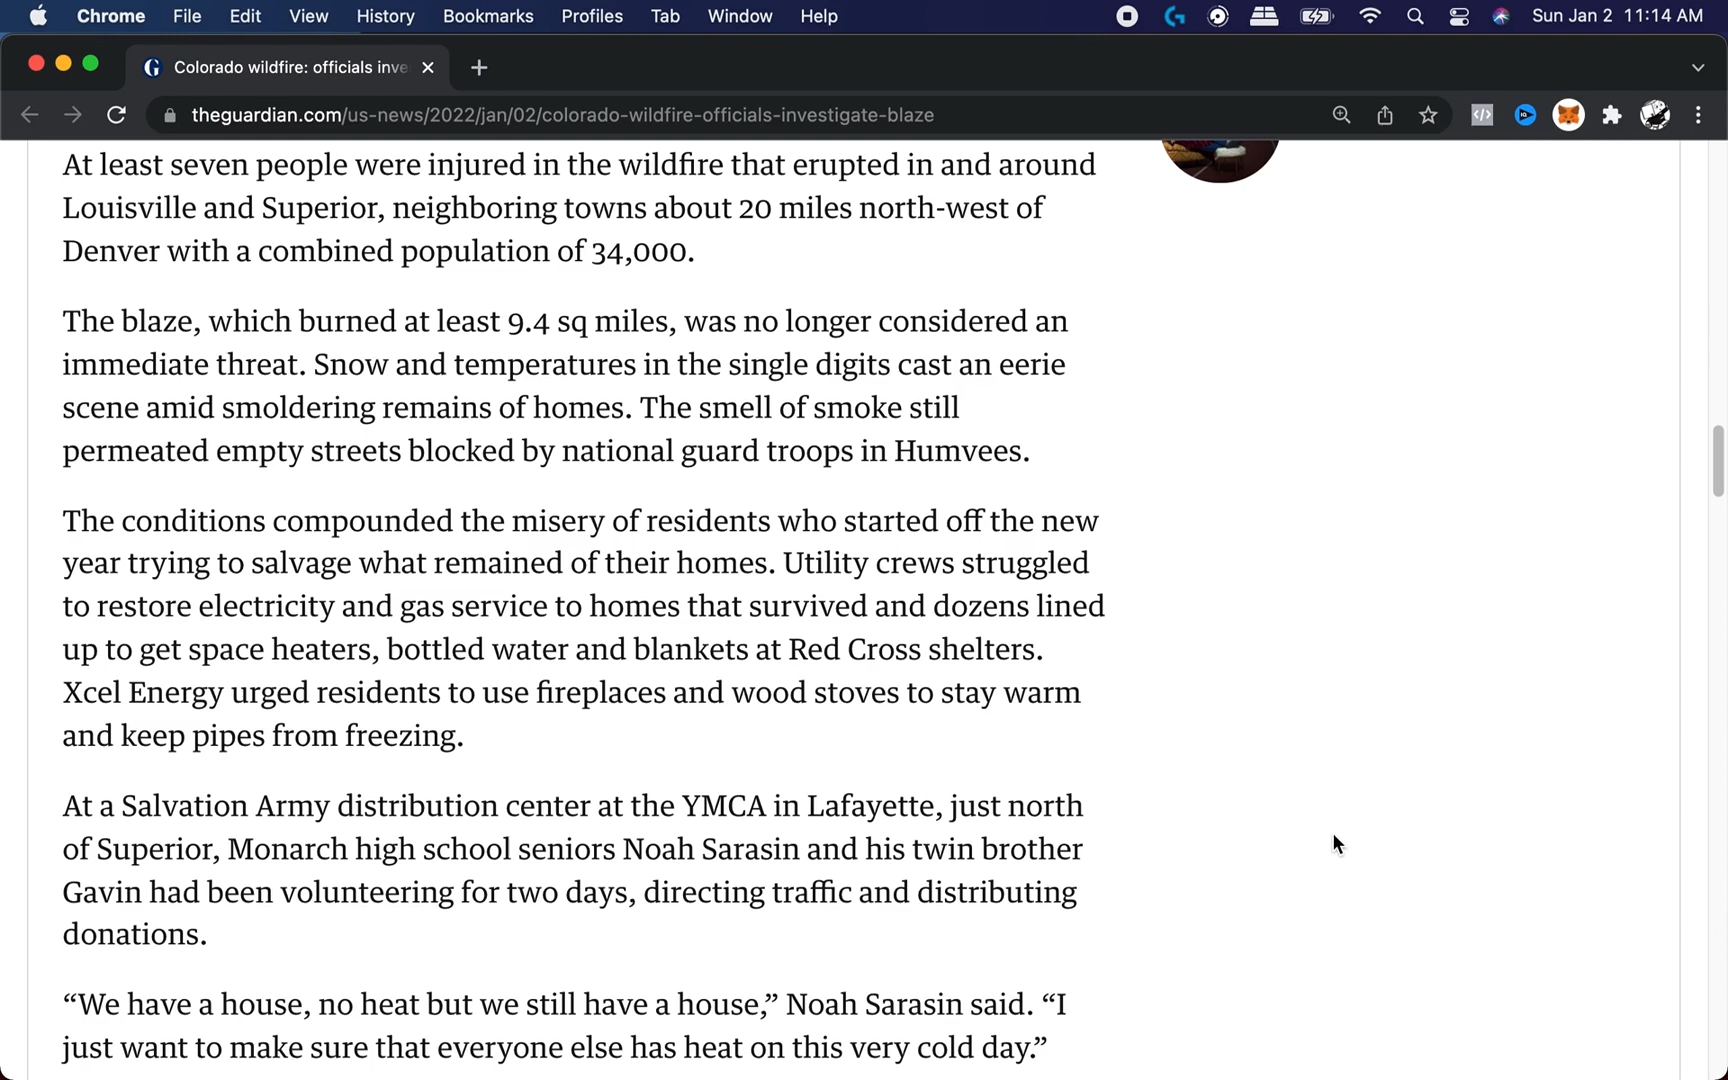 Chrome File Edit View History Bookmarks Profiles Tab Window Help Sun Jan 2 11:14 AM
Colorado wildfire: officials inve
theguardian.com/us-news/2022/jan/02/colorado-wildfire-officials-investigate-blaze
At least seven people were injured in the wildfire that erupted in and around
Louisville and Superior, neighboring towns about 20 miles north-west of
Denver with a combined population of 34,000.
The blaze, which burned at least 9.4 sq miles, was no longer considered an
immediate threat. Snow and temperatures in the single digits cast an eerie
scene amid smoldering remains of homes. The smell of smoke still
permeated empty streets blocked by national guard troops in Humvees.
The conditions compounded the misery of residents who started off the new
year trying to salvage what remained of their homes. Utility crews struggled
to restore electricity and gas service to homes that survived and dozens lined
up to get space heaters, bottled water and blankets at Red Cross shelters.
Xcel Energy urged residents to use fireplaces and wood stoves to stay warm
and keep pipes from freezing.
At a Salvation Army distribution center at the YMCA in Lafayette, just north
of Superior, Monarch high school seniors Noah Sarasin and his twin brother
Gavin had been volunteering for two days, directing traffic and distributing
donations.
“We have a house, no heat but we still have a house,” Noah Sarasin said. “I
just want to make sure that everyone else has heat on this very cold day.”